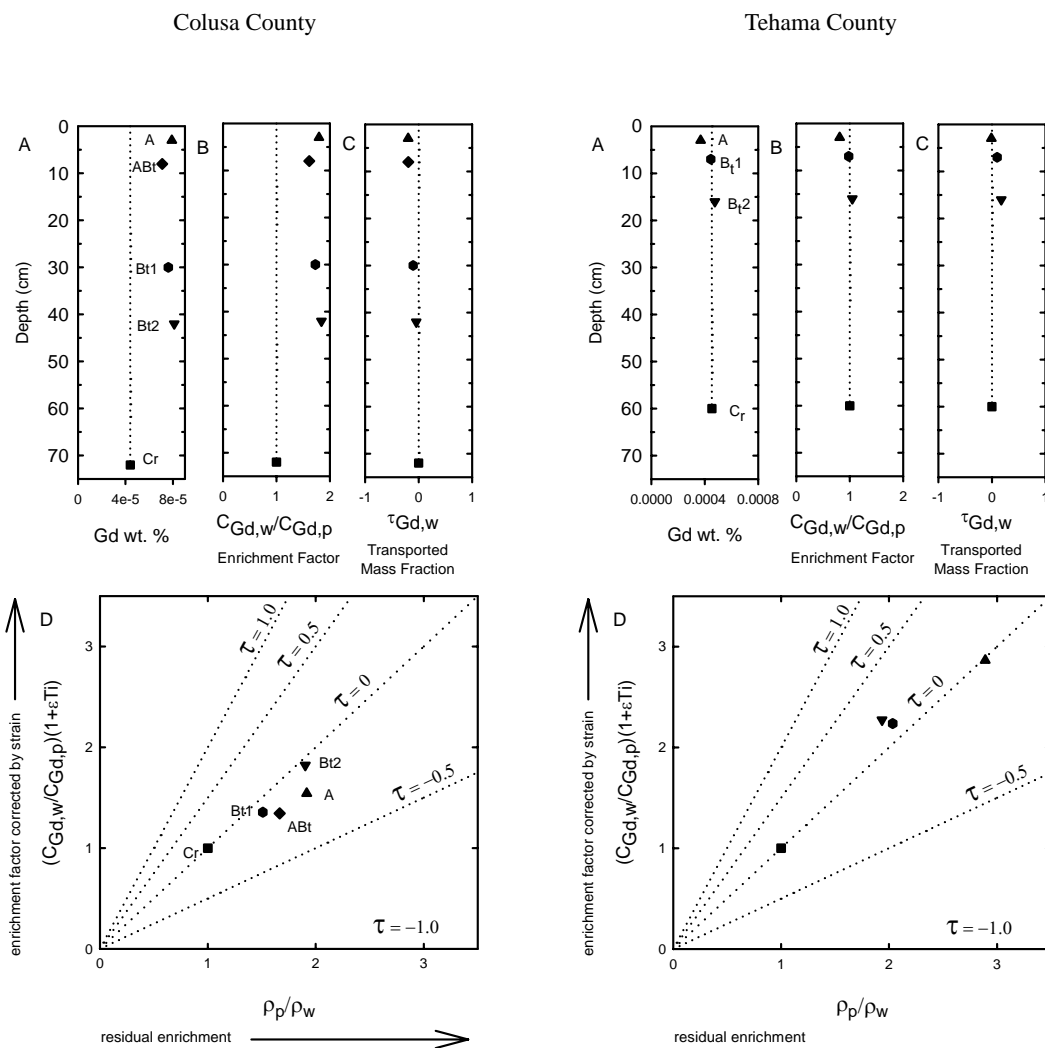 Colusa County
Tehama County
A
B
C
A
B
C
Depth (cm)
0
10
20
30
40
50
60
70
A
ABt
Bt1
Bt2
Cr
0 4e-5 8e-5
Gd wt. %
0 1 2
CGd,w/CGd,p
Enrichment Factor
-1 0 1
τGd,w
Transported
Mass Fraction
Depth (cm)
0
10
20
30
40
50
60
70
A
Bt1
Bt2
Cr
0.0000 0.0004 0.0008
Gd wt. %
0 1 2
CGd,w/CGd,p
Enrichment Factor
-1 0 1
τGd,w
Transported
Mass Fraction
D
enrichment factor corrected by strain
(CGd,w/CGd,p)(1+εTi)
3
2
1
0
τ = 1.0
τ = 0.5
τ = 0
τ = −0.5
τ = −1.0
Bt2
A
Bt1
ABt
Cr
0 1 2 3
ρp/ρw
residual enrichment
D
enrichment factor corrected by strain
(CGd,w/CGd,p)(1+εTi)
3
2
1
0
τ = 1.0
τ = 0.5
τ = 0
τ = −0.5
τ = −1.0
0 1 2 3
ρp/ρw
residual enrichment